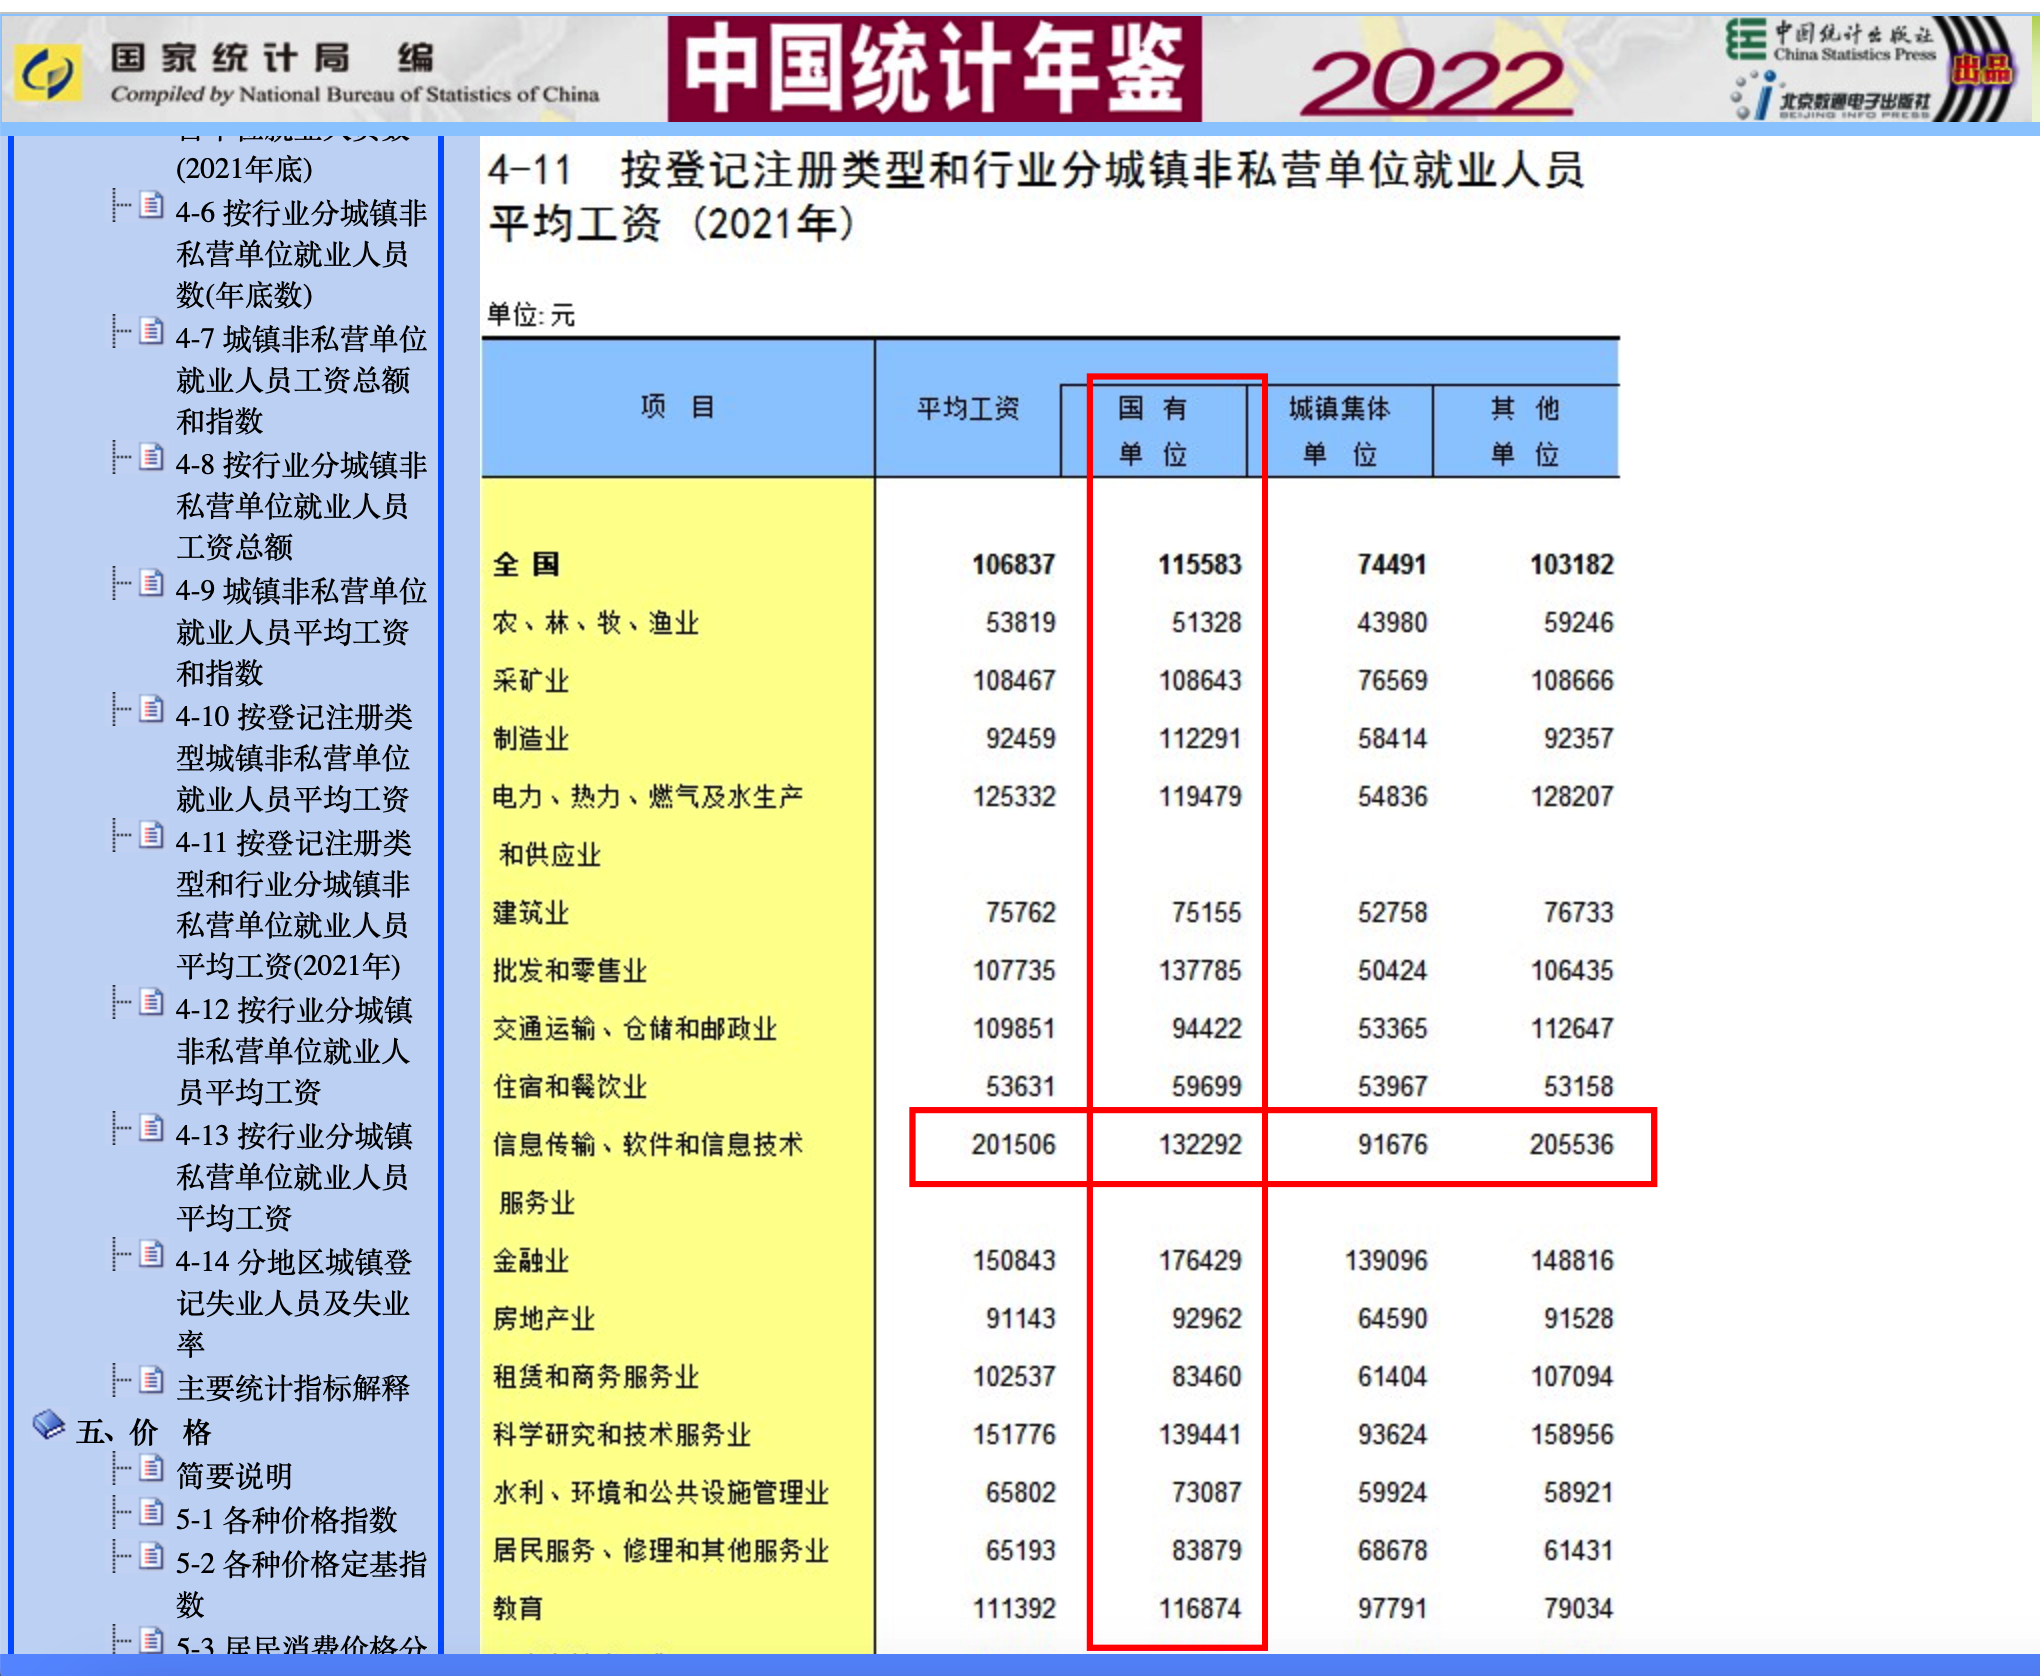 国家统计局 编
Compiled by National Bureau of Statistics of China
中国统计年鉴
2022
中国统计出版社
China Statistics Press
北京数通电子出版社
BEIJING INFO PRESS
出品
(2021年底)
4-6 按行业分城镇非
私营单位就业人员
数(年底数)
4-7 城镇非私营单位
就业人员工资总额
和指数
4-8 按行业分城镇非
私营单位就业人员
工资总额
4-9 城镇非私营单位
就业人员平均工资
和指数
4-10 按登记注册类
型城镇非私营单位
就业人员平均工资
4-11 按登记注册类
型和行业分城镇非
私营单位就业人员
平均工资(2021年)
4-12 按行业分城镇
非私营单位就业人
员平均工资
4-13 按行业分城镇
私营单位就业人员
平均工资
4-14 分地区城镇登
记失业人员及失业
率
主要统计指标解释
五、价 格
简要说明
5-1 各种价格指数
5-2 各种价格定基指
数
5-3 居民消费价格分
4-11 按登记注册类型和行业分城镇非私营单位就业人员
平均工资（2021年）
单位: 元
项 目 平均工资 国 有 城镇集体 其 他
单 位 单 位 单 位
全 国 106837 115583 74491 103182
农、林、牧、渔业 53819 51328 43980 59246
采矿业 108467 108643 76569 108666
制造业 92459 112291 58414 92357
电力、热力、燃气及水生产 125332 119479 54836 128207
和供应业
建筑业 75762 75155 52758 76733
批发和零售业 107735 137785 50424 106435
交通运输、仓储和邮政业 109851 94422 53365 112647
住宿和餐饮业 53631 59699 53967 53158
信息传输、软件和信息技术 201506 132292 91676 205536
服务业
金融业 150843 176429 139096 148816
房地产业 91143 92962 64590 91528
租赁和商务服务业 102537 83460 61404 107094
科学研究和技术服务业 151776 139441 93624 158956
水利、环境和公共设施管理业 65802 73087 59924 58921
居民服务、修理和其他服务业 65193 83879 68678 61431
教育 111392 116874 97791 79034